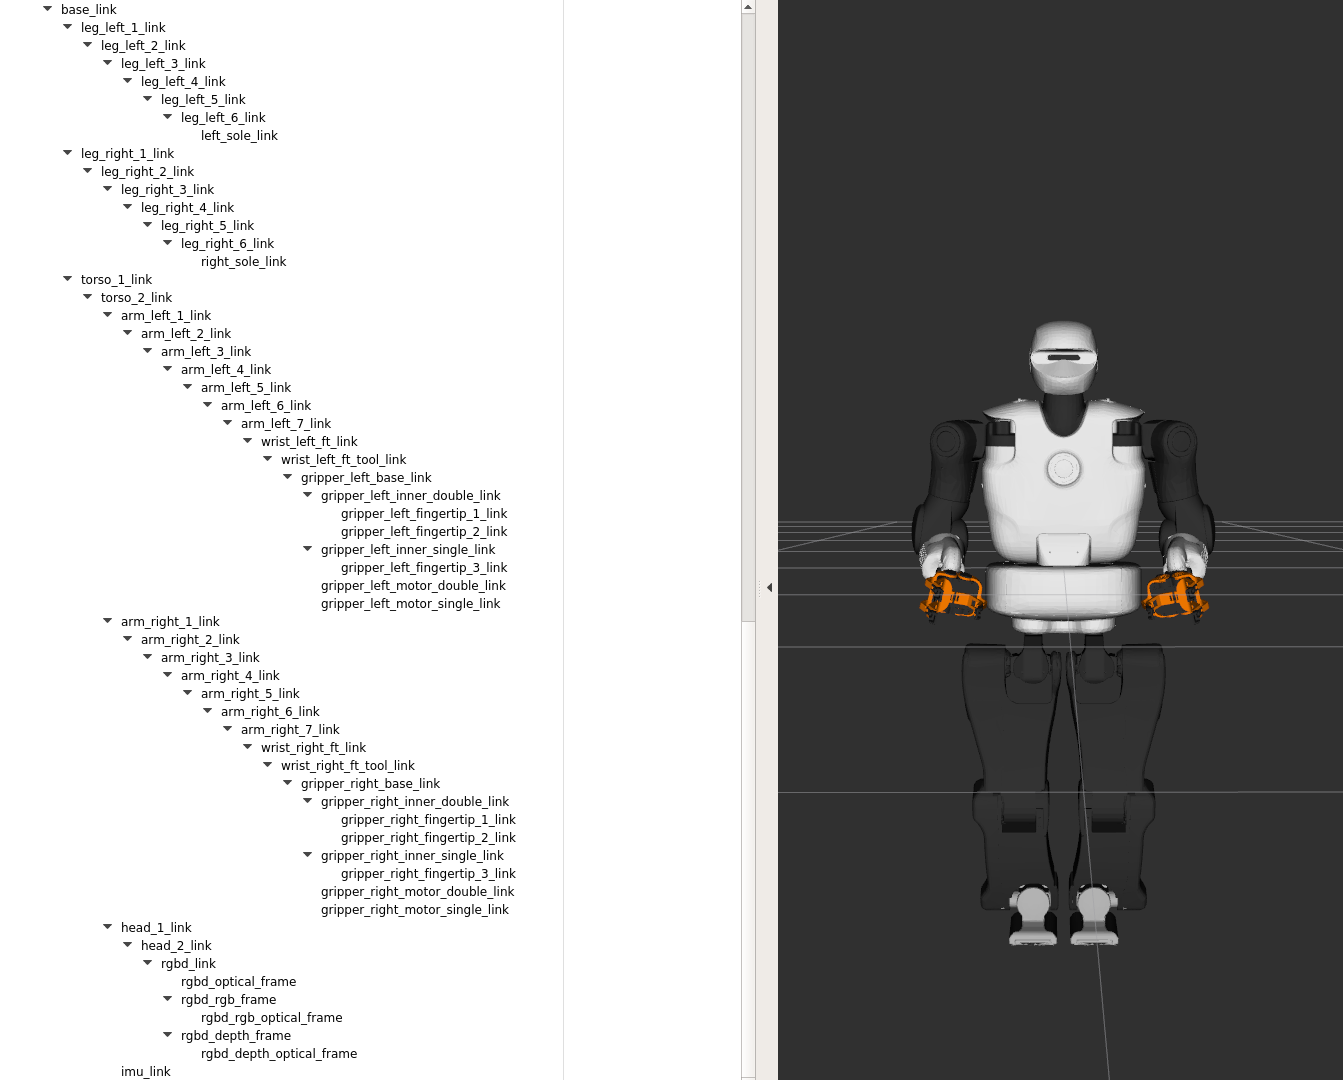 base_link
leg_left_1_link
leg_left_2_link
leg_left_3_link
leg_left_4_link
leg_left_5_link
leg_left_6_link
left_sole_link
leg_right_1_link
leg_right_2_link
leg_right_3_link
leg_right_4_link
leg_right_5_link
leg_right_6_link
right_sole_link
torso_1_link
torso_2_link
arm_left_1_link
arm_left_2_link
arm_left_3_link
arm_left_4_link
arm_left_5_link
arm_left_6_link
arm_left_7_link
wrist_left_ft_link
wrist_left_ft_tool_link
gripper_left_base_link
gripper_left_inner_double_link
gripper_left_fingertip_1_link
gripper_left_fingertip_2_link
gripper_left_inner_single_link
gripper_left_fingertip_3_link
gripper_left_motor_double_link
gripper_left_motor_single_link
arm_right_1_link
arm_right_2_link
arm_right_3_link
arm_right_4_link
arm_right_5_link
arm_right_6_link
arm_right_7_link
wrist_right_ft_link
wrist_right_ft_tool_link
gripper_right_base_link
gripper_right_inner_double_link
gripper_right_fingertip_1_link
gripper_right_fingertip_2_link
gripper_right_inner_single_link
gripper_right_fingertip_3_link
gripper_right_motor_double_link
gripper_right_motor_single_link
head_1_link
head_2_link
rgbd_link
rgbd_optical_frame
rgbd_rgb_frame
rgbd_rgb_optical_frame
rgbd_depth_frame
rgbd_depth_optical_frame
imu_link